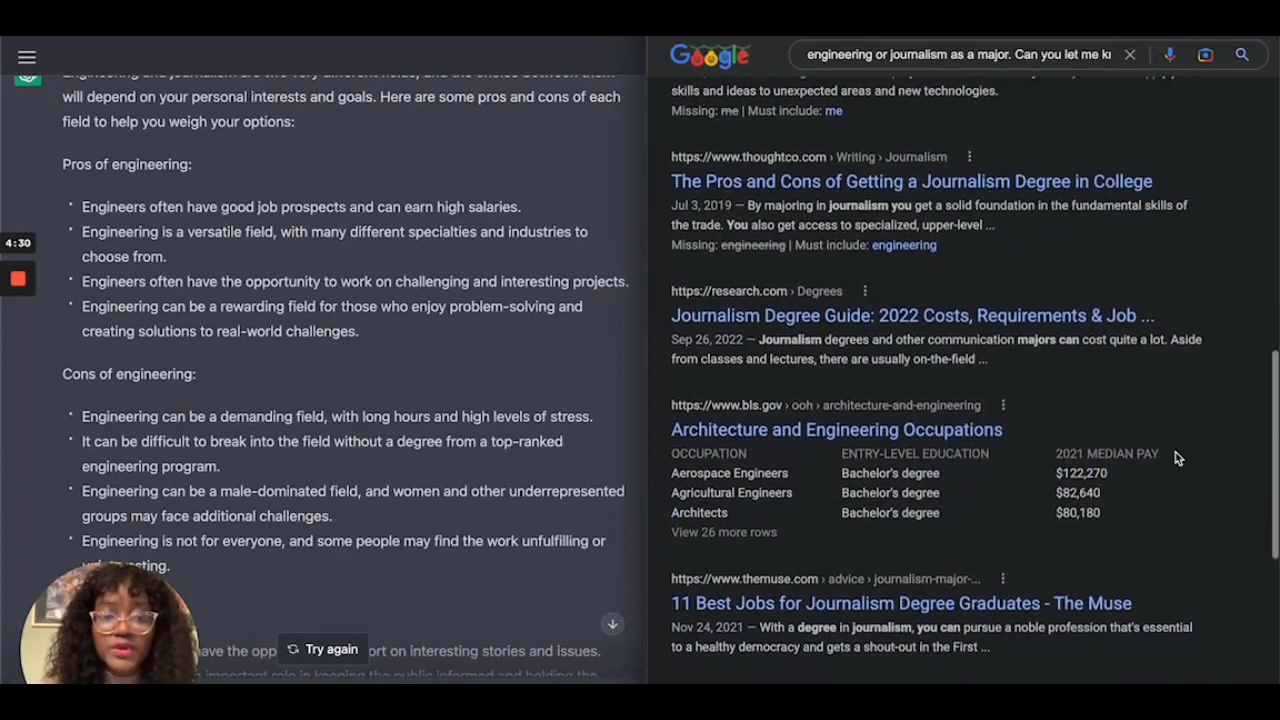 will depend on your personal interests and goals. Here are some pros and cons of each
field to help you weigh your options:
Pros of engineering:
Engineers often have good job prospects and can earn high salaries.
Engineering is a versatile field, with many different specialties and industries to
choose from.
Engineers often have the opportunity to work on challenging and interesting projects.
4:30
Engineering can be a rewarding field for those who enjoy problem-solving and
creating solutions to real-world challenges.
Cons of engineering:
Engineering can be a demanding field, with long hours and high levels of stress.
It can be difficult to break into the field without a degree from a top-ranked
engineering program.
Engineering can be a male-dominated field, and women and other underrepresented
groups may face additional challenges.
Engineering is not for everyone, and some people may find the work unfulfilling or
have the opp
ort on interesting stories and issues.
Try again
important role in keeping the public informed and holding the
Google
engineering or journalism as a major. Can you let me k
skills and ideas to unexpected areas and new technologies.
Missing: me | Must include: me
https://www.thoughtco.com › Writing › Journalism
The Pros and Cons of Getting a Journalism Degree in College
Jul 3, 2019 — By majoring in journalism you get a solid foundation in the fundamental skills of
the trade. You also get access to specialized, upper-level ...
Missing: engineering | Must include: engineering
https://research.com › Degrees
Journalism Degree Guide: 2022 Costs, Requirements & Job ...
Sep 26, 2022 — Journalism degrees and other communication majors can cost quite a lot. Aside
from classes and lectures, there are usually on-the-field ...
https://www.bls.gov › ooh › architecture-and-engineering
Architecture and Engineering Occupations
OCCUPATION ENTRY-LEVEL EDUCATION 2021 MEDIAN PAY
Aerospace Engineers Bachelor's degree $122,270
Agricultural Engineers Bachelor's degree $82,640
Architects Bachelor's degree $80,180
View 26 more rows
https://www.themuse.com › advice › journalism-major-...
11 Best Jobs for Journalism Degree Graduates - The Muse
Nov 24, 2021 — With a degree in journalism, you can pursue a noble profession that's essential
to a healthy democracy and gets a shout-out in the First ...